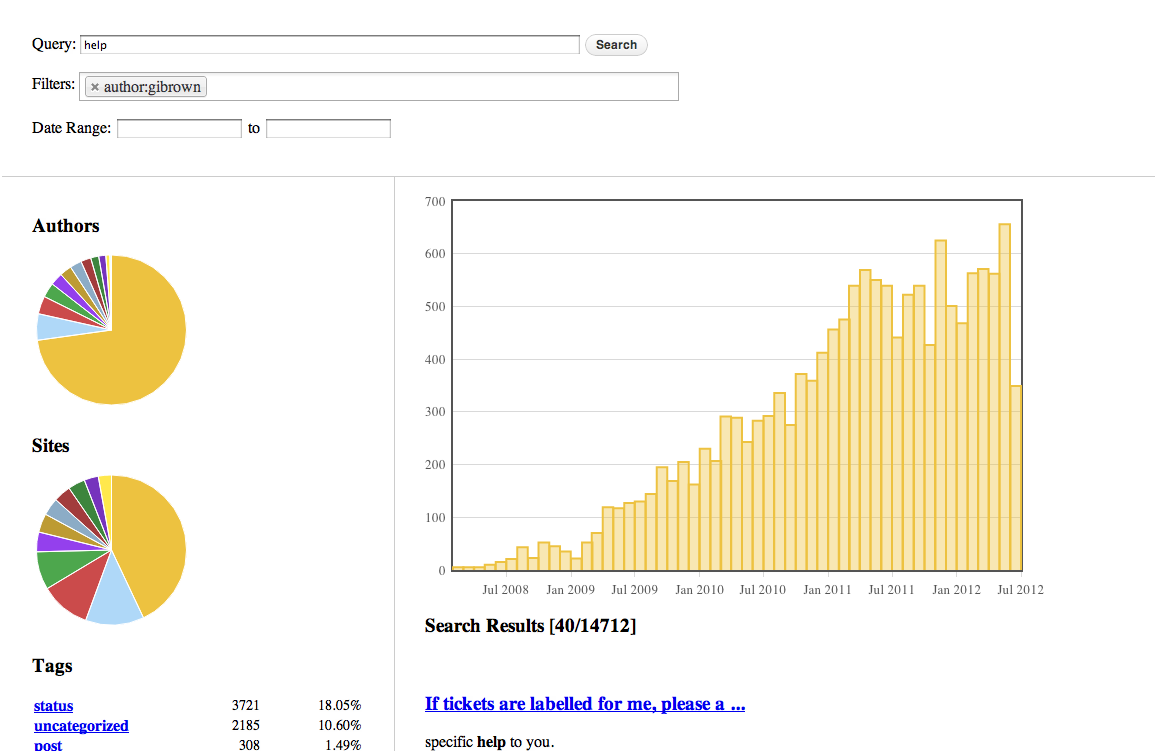 Query: help Search
Filters: × author:gibrown
Date Range: to
Authors
Sites
Tags
status 3721 18.05%
uncategorized 2185 10.60%
post 308 1.49%
700
600
500
400
300
200
100
0
Jul 2008 Jan 2009 Jul 2009 Jan 2010 Jul 2010 Jan 2011 Jul 2011 Jan 2012 Jul 2012
Search Results [40/14712]
If tickets are labelled for me, please a ...
specific help to you.